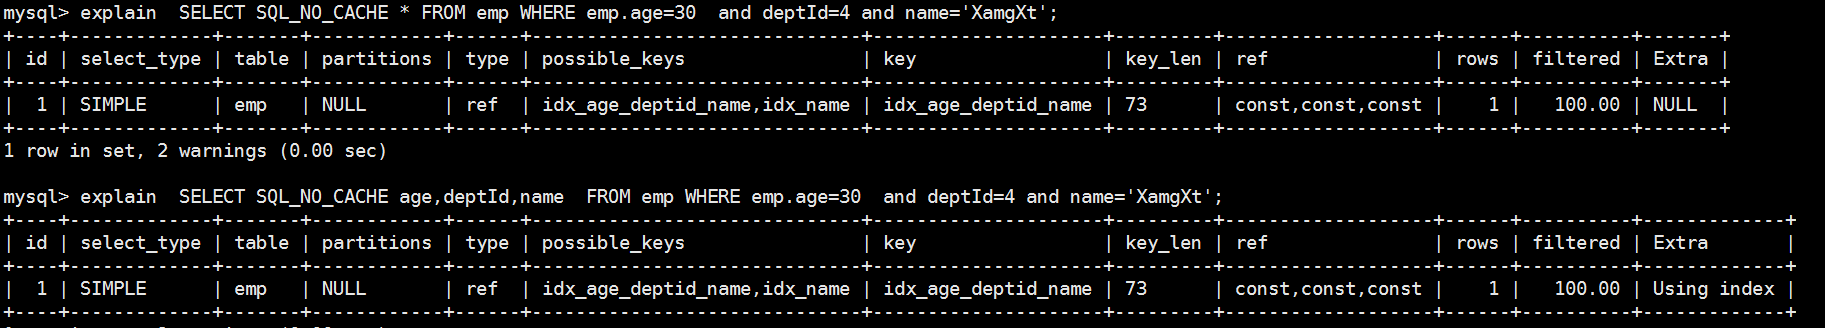 mysql> explain  SELECT SQL_NO_CACHE * FROM emp WHERE emp.age=30  and deptId=4 and name='XamgXt';
+----+-------------+-------+------------+------+-------------------------------+----------------------+---------+-------------------+------+----------+-------+
| id | select_type | table | partitions | type | possible_keys                 | key                  | key_len | ref               | rows | filtered | Extra |
+----+-------------+-------+------------+------+-------------------------------+----------------------+---------+-------------------+------+----------+-------+
|  1 | SIMPLE      | emp   | NULL       | ref  | idx_age_deptid_name,idx_name | idx_age_deptid_name | 73      | const,const,const |    1 |   100.00 | NULL  |
+----+-------------+-------+------------+------+-------------------------------+----------------------+---------+-------------------+------+----------+-------+
1 row in set, 2 warnings (0.00 sec)
mysql> explain  SELECT SQL_NO_CACHE age,deptId,name  FROM emp WHERE emp.age=30  and deptId=4 and name='XamgXt';
+----+-------------+-------+------------+------+-------------------------------+----------------------+---------+-------------------+------+----------+-------------+
| id | select_type | table | partitions | type | possible_keys                 | key                  | key_len | ref               | rows | filtered | Extra       |
+----+-------------+-------+------------+------+-------------------------------+----------------------+---------+-------------------+------+----------+-------------+
|  1 | SIMPLE      | emp   | NULL       | ref  | idx_age_deptid_name,idx_name | idx_age_deptid_name | 73      | const,const,const |    1 |   100.00 | Using index |
+----+-------------+-------+------------+------+-------------------------------+----------------------+---------+-------------------+------+----------+-------------+